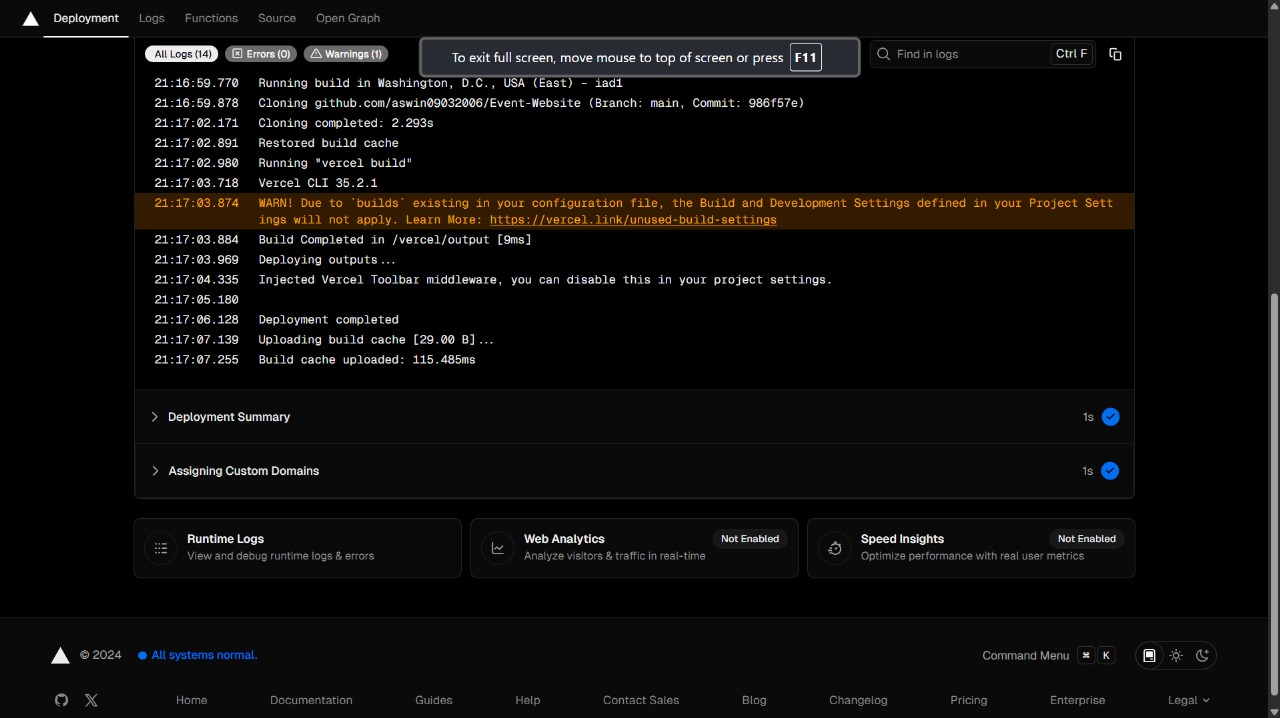 Deployment Logs Functions Source Open Graph
All Logs (14) Errors (0) Warnings (1) To exit full screen, move mouse to top of screen or press F11 Find in logs Ctrl F
21:16:59.770 Running build in Washington, D.C., USA (East) – iad1
21:16:59.878 Cloning github.com/aswin09032006/Event-Website (Branch: main, Commit: 986f57e)
21:17:02.171 Cloning completed: 2.293s
21:17:02.891 Restored build cache
21:17:02.980 Running "vercel build"
21:17:03.718 Vercel CLI 35.2.1
21:17:03.874 WARN! Due to `builds` existing in your configuration file, the Build and Development Settings defined in your Project Sett
ings will not apply. Learn More: https://vercel.link/unused-build-settings
21:17:03.884 Build Completed in /vercel/output [9ms]
21:17:03.969 Deploying outputs...
21:17:04.335 Injected Vercel Toolbar middleware, you can disable this in your project settings.
21:17:05.180
21:17:06.128 Deployment completed
21:17:07.139 Uploading build cache [29.00 B]...
21:17:07.255 Build cache uploaded: 115.485ms
Deployment Summary 1s
Assigning Custom Domains 1s
Runtime Logs
View and debug runtime logs & errors
Web Analytics Not Enabled
Analyze visitors & traffic in real-time
Speed Insights Not Enabled
Optimize performance with real user metrics
© 2024 All systems normal. Command Menu ⌘ K
Home Documentation Guides Help Contact Sales Blog Changelog Pricing Enterprise Legal